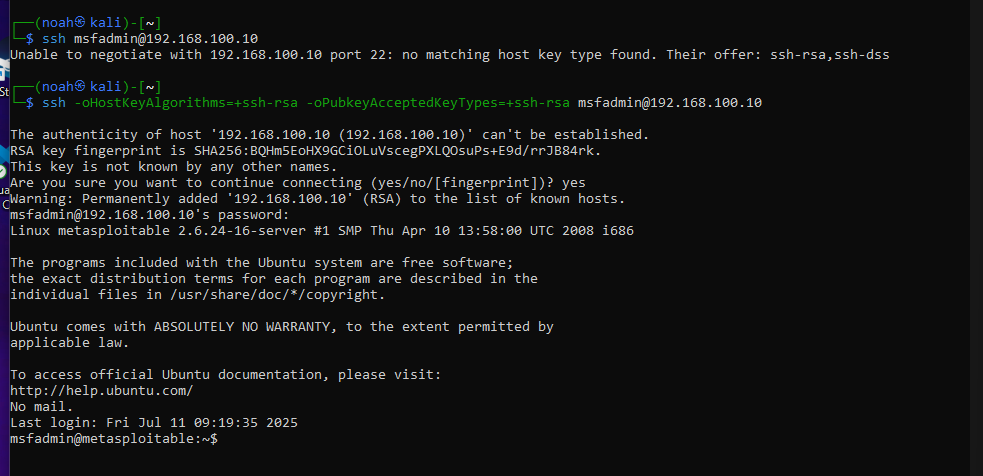 ┌──(noah㉿kali)-[~]
└─$ ssh msfadmin@192.168.100.10
Unable to negotiate with 192.168.100.10 port 22: no matching host key type found. Their offer: ssh-rsa,ssh-dss
┌──(noah㉿kali)-[~]
└─$ ssh -oHostKeyAlgorithms=+ssh-rsa -oPubkeyAcceptedKeyTypes=+ssh-rsa msfadmin@192.168.100.10
The authenticity of host '192.168.100.10 (192.168.100.10)' can't be established.
RSA key fingerprint is SHA256:BQHm5EoHX9GCiOLuVscegPXLQOsuPs+E9d/rrJB84rk.
This key is not known by any other names.
Are you sure you want to continue connecting (yes/no/[fingerprint])? yes
Warning: Permanently added '192.168.100.10' (RSA) to the list of known hosts.
msfadmin@192.168.100.10's password:
Linux metasploitable 2.6.24-16-server #1 SMP Thu Apr 10 13:58:00 UTC 2008 i686
The programs included with the Ubuntu system are free software;
the exact distribution terms for each program are described in the
individual files in /usr/share/doc/*/copyright.
Ubuntu comes with ABSOLUTELY NO WARRANTY, to the extent permitted by
applicable law.
To access official Ubuntu documentation, please visit:
http://help.ubuntu.com/
No mail.
Last login: Fri Jul 11 09:19:35 2025
msfadmin@metasploitable:~$